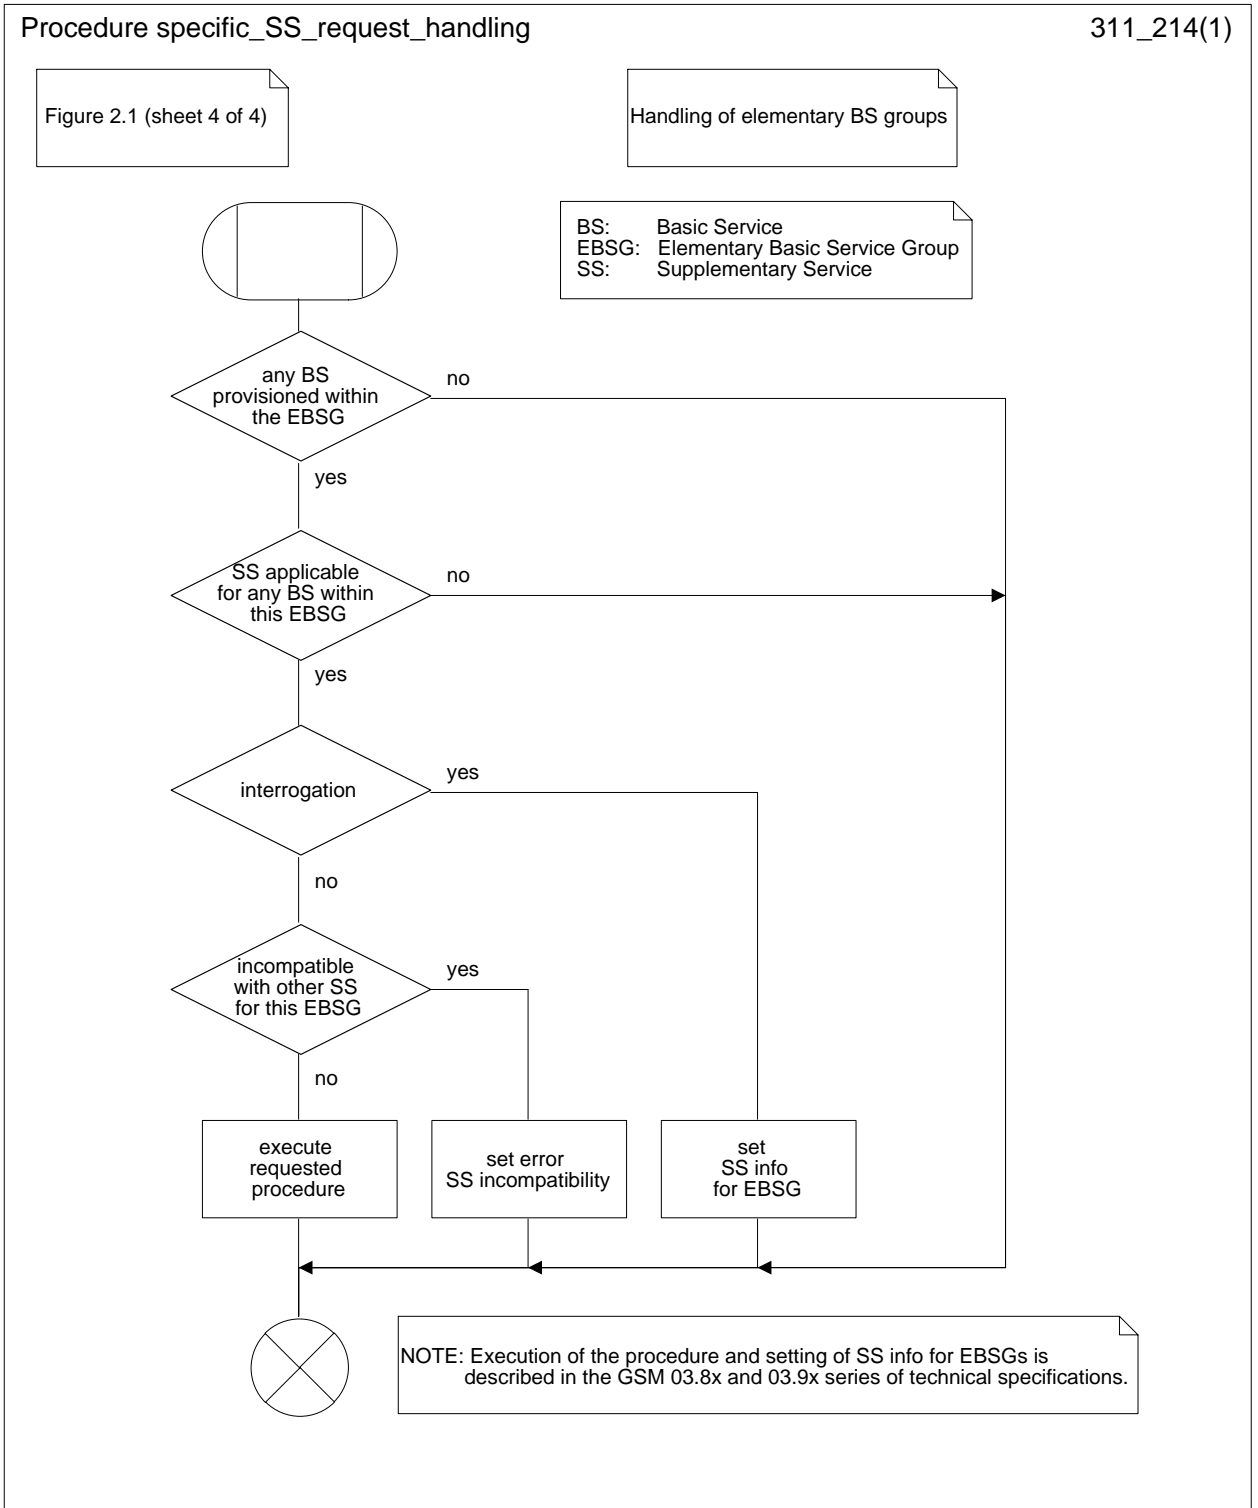 Procedure specific_SS_request_handling
311_214(1)
Figure 2.1 (sheet 4 of 4)
Handling of elementary BS groups
BS: Basic Service
EBSG: Elementary Basic Service Group
SS: Supplementary Service
any BS
provisioned within
the EBSG
no
yes
SS applicable
for any BS within
this EBSG
no
yes
interrogation
yes
no
incompatible
with other SS
for this EBSG
yes
no
execute
requested
procedure
set error
SS incompatibility
set
SS info
for EBSG
NOTE: Execution of the procedure and setting of SS info for EBSGs is
described in the GSM 03.8x and 03.9x series of technical specifications.